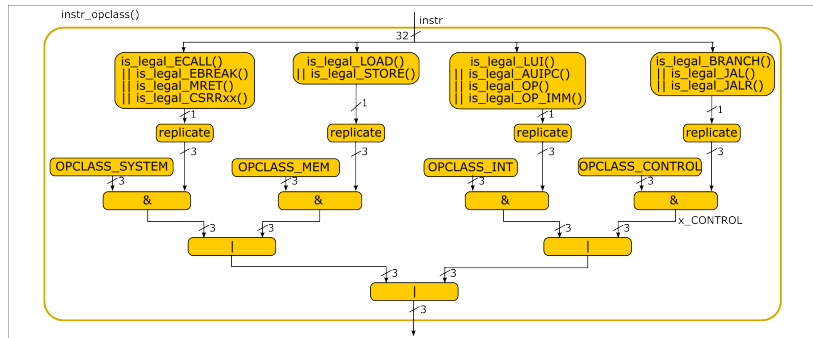 instr_opclass()
instr
32
is_legal_ECALL()
|| is_legal_EBREAK()
|| is_legal_MRET()
|| is_legal_CSRRxx()
is_legal_LOAD()
|| is_legal_STORE()
is_legal_LUI()
|| is_legal_AUIPC()
|| is_legal_OP()
|| is_legal_OP_IMM()
is_legal_BRANCH()
|| is_legal_JAL()
|| is_legal_JALR()
1
1
1
1
replicate
replicate
replicate
replicate
3
3
3
3
OPCLASS_SYSTEM
OPCLASS_MEM
OPCLASS_INT
OPCLASS_CONTROL
3
3
3
3
&
&
&
&
x_CONTROL
3
3
3
3
|
|
3
3
|
3